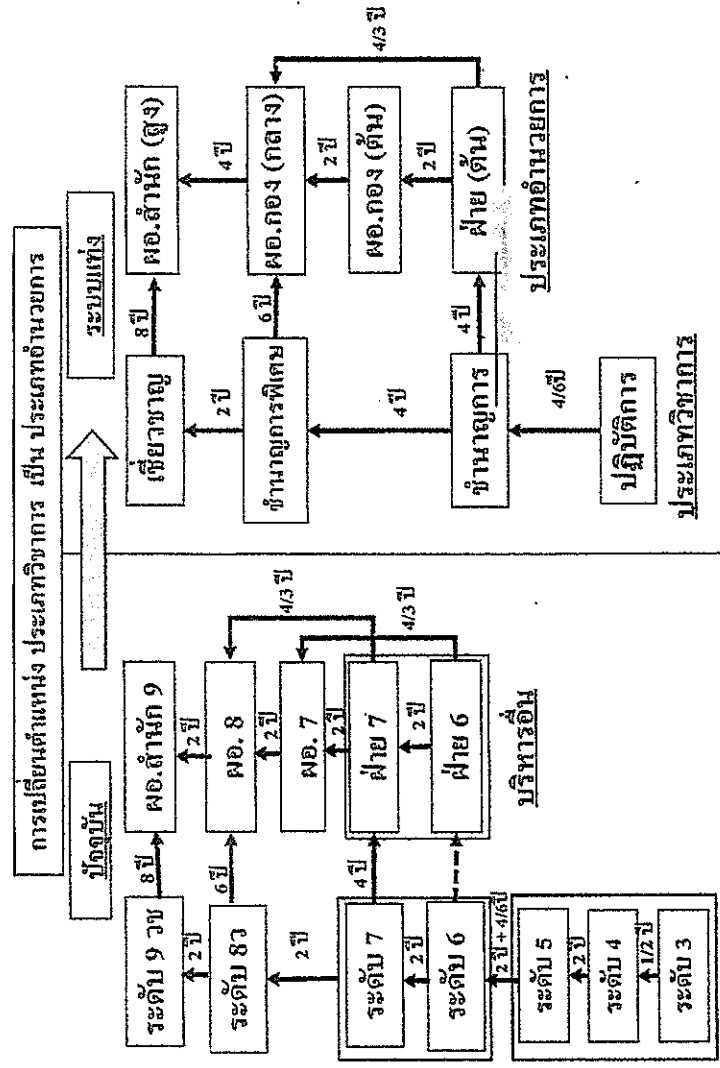 การเปลี่ยนตำแหน่ง ประเภทวิชาการ เป็น ประเภทอำนวยการ
ปัจจุบัน
ระดับ 9 วช
8 ปี
ผอ.สำนัก 9
2 ปี
2 ปี
ระดับ 8ว
6 ปี
ผอ. 8
2 ปี
2 ปี
ผอ. 7
4/3 ปี
2 ปี
4/3 ปี
ระดับ 7
4 ปี
ฝ่าย 7
2 ปี
2 ปี
ระดับ 6
ฝ่าย 6
2 ปี + 4/6ปี
บริหารอื่น
ระดับ 5
2 ปี
ระดับ 4
1/2 ปี
ระดับ 3
ระบบแท่ง
เชี่ยวชาญ
8 ปี
ผอ.สำนัก (สูง)
2 ปี
4 ปี
ชำนาญการพิเศษ
6 ปี
ผอ.กอง (กลาง)
2 ปี
4/3 ปี
4 ปี
ผอ.กอง (ต้น)
2 ปี
ชำนาญการ
4 ปี
ฝ่าย (ต้น)
4/6ปี
ประเภทอำนวยการ
ปฏิบัติการ
ประเภทวิชาการ